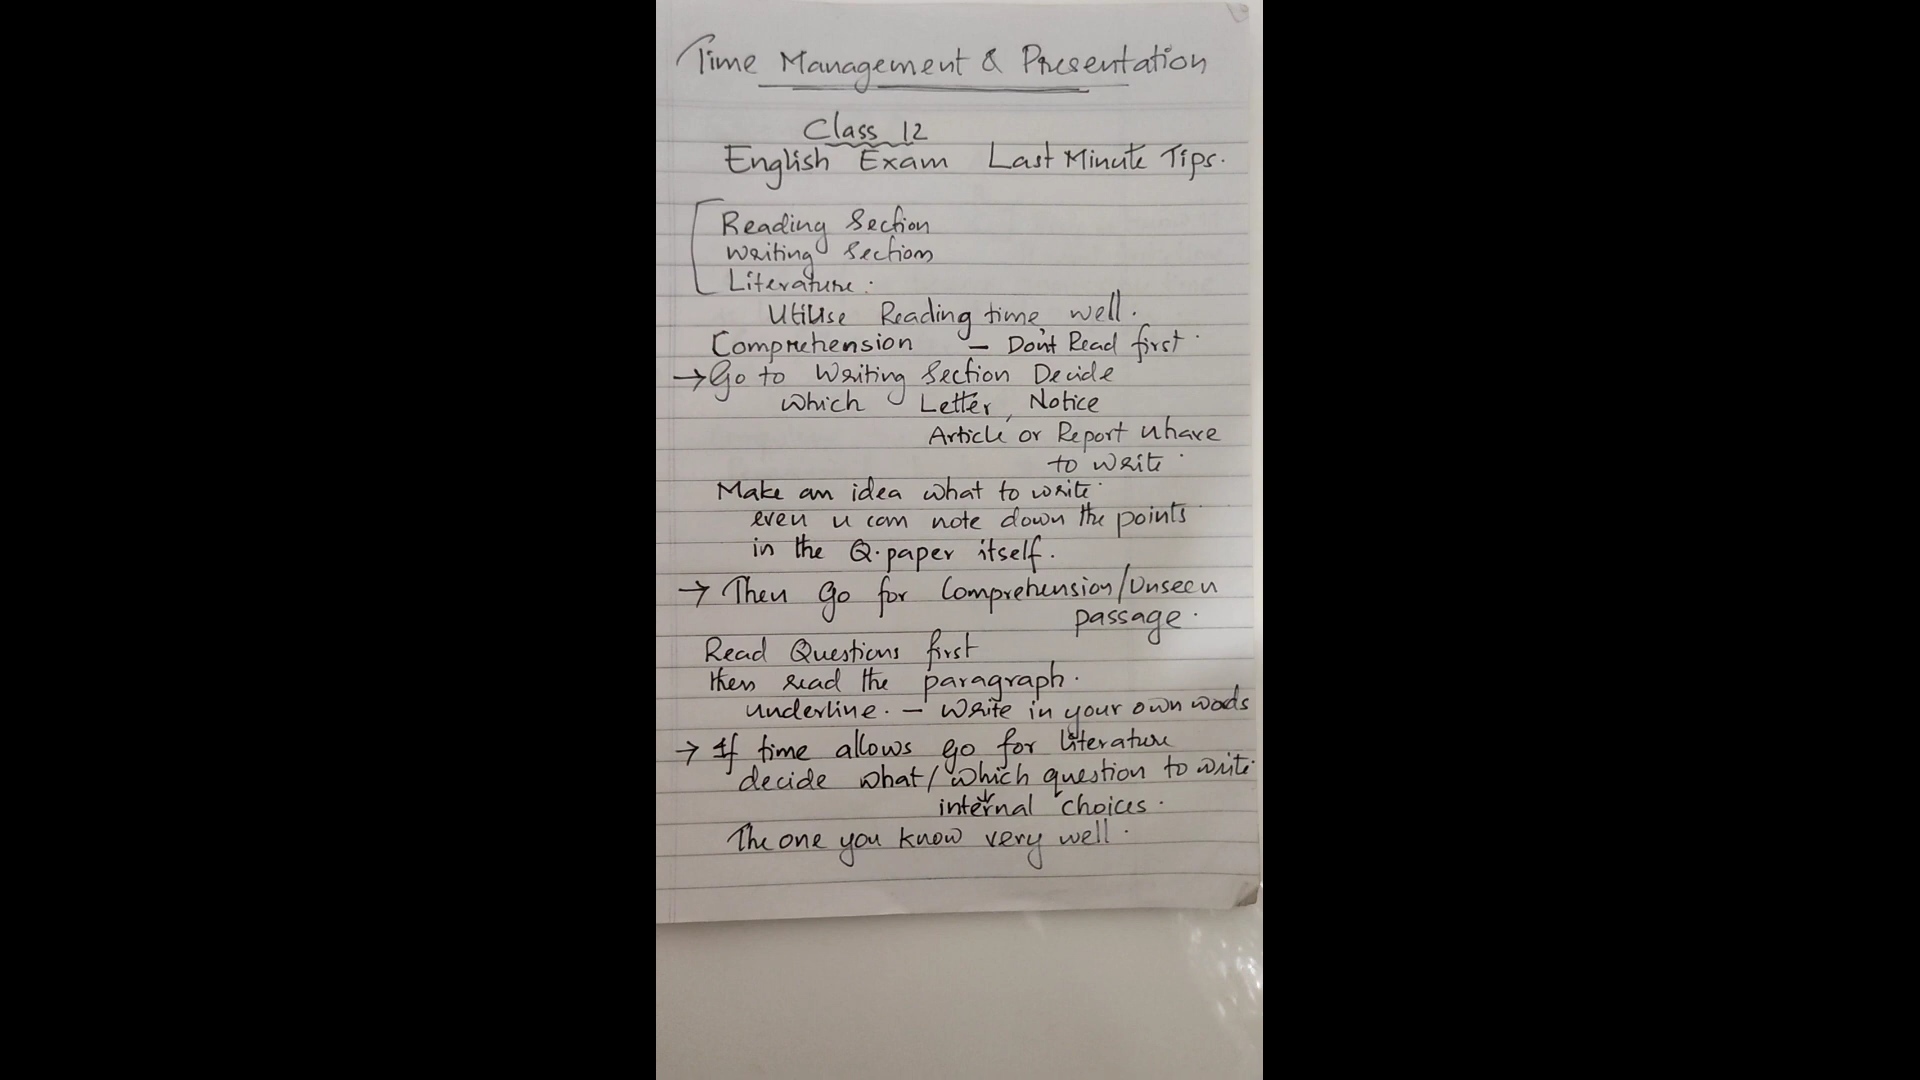 Time Management & Presentation
Class 12
English Exam Last Minute Tips.
Reading Section
Writing Section
Literature.
Utilise Reading time well.
Comprehension - Don't Read first.
→ Go to Writing Section Decide
which Letter, Notice
Article or Report u have
to write.
Make an idea what to write.
even u can note down the points
in the Q.paper itself.
→ Then Go for Comprehension/Unseen
passage.
Read Questions first
then read the paragraph.
underline. - Write in your own words
→ If time allows go for literature
decide what/which question to write.
internal choices.
The one you know very well.